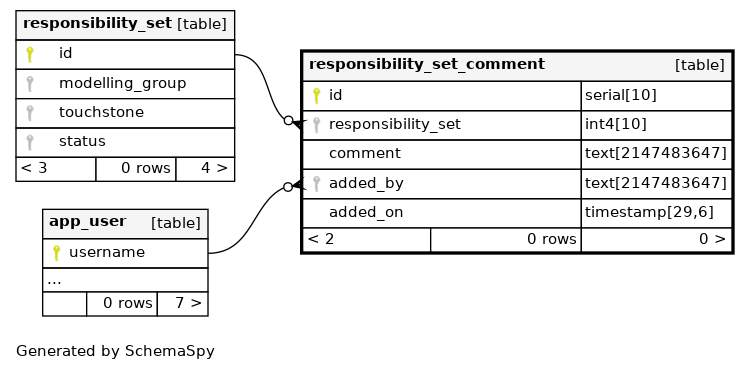 responsibility_set [table]
id
modelling_group
touchstone
status
< 3 0 rows 4 >
responsibility_set_comment [table]
id serial[10]
responsibility_set int4[10]
comment text[2147483647]
added_by text[2147483647]
added_on timestamp[29,6]
< 2 0 rows 0 >
app_user [table]
username
...
0 rows 7 >
Generated by SchemaSpy